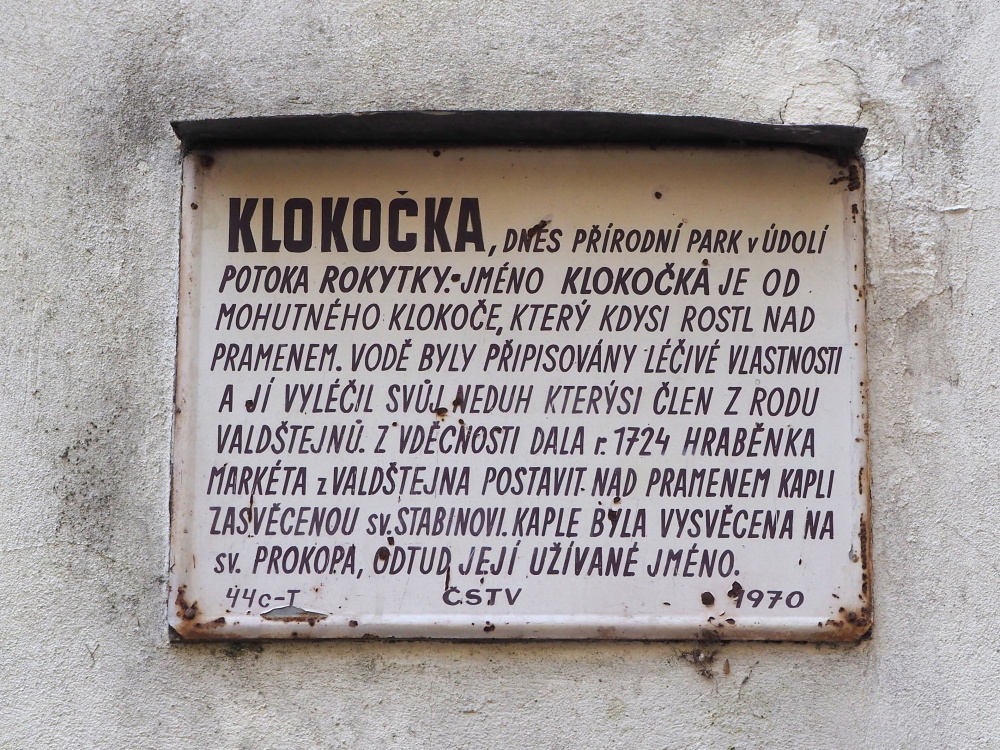 KLOKOČKA, DNES PŘÍRODNÍ PARK v ÚDOLÍ
POTOKA ROKYTKY. JMÉNO KLOKOČKA JE OD
MOHUTNÉHO KLOKOČE, KTERÝ KDYSI ROSTL NAD
PRAMENEM. VODĚ BYLY PŘIPISOVÁNY LÉČIVÉ VLASTNOSTI
A JÍ VYLÉČIL SVŮJ NEDUH KTERÝSI ČLEN Z RODU
VALDŠTEJNŮ. Z VDĚČNOSTI DALA r. 1724 HRABĚNKA
MARKÉTA z VALDŠTEJNA POSTAVIT NAD PRAMENEM KAPLI
ZASVĚCENOU sv. STABINOVI. KAPLE BYLA VYSVĚCENA NA
sv. PROKOPA, ODTUD JEJÍ UŽÍVANÉ JMÉNO.
44c-T ČSTV 1970